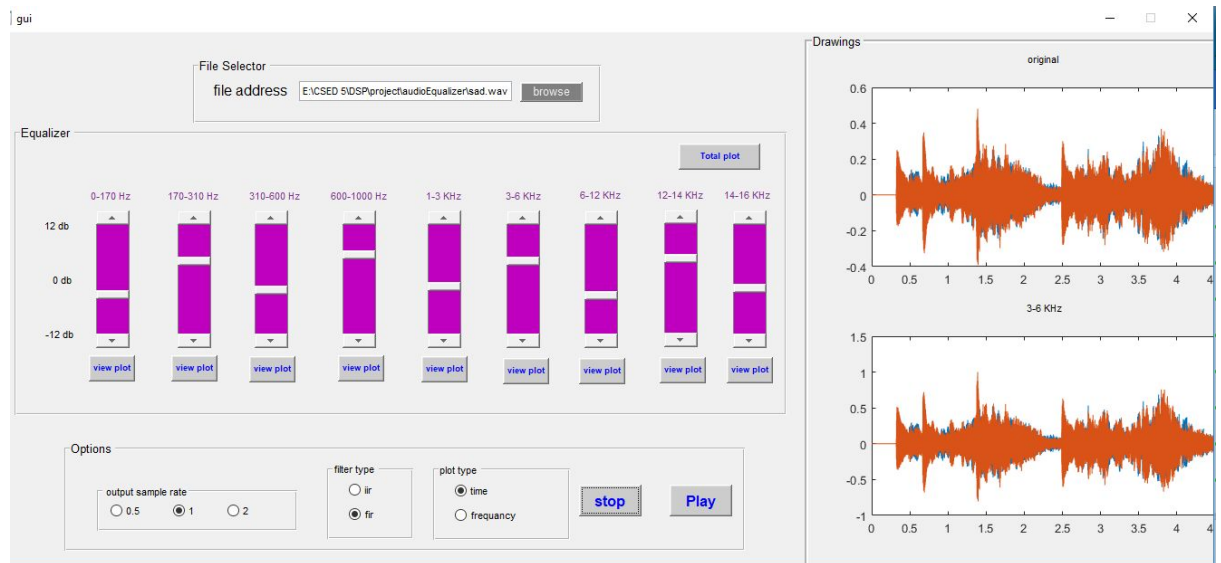 gui
File Selector
file address E:\CSED 5\DSP\project\audioEqualizer\sad.wav browse
Equalizer
Total plot
0-170 Hz 170-310 Hz 310-600 Hz 600-1000 Hz 1-3 KHz 3-6 KHz 6-12 KHz 12-14 KHz 14-16 KHz
12 db
0 db
-12 db
view plot view plot view plot view plot view plot view plot view plot view plot view plot
Options
output sample rate
0.5 1 2
filter type
iir
fir
plot type
time
frequancy
stop Play
Drawings
original
0.6
0.4
0.2
0
-0.2
-0.4
0 0.5 1 1.5 2 2.5 3 3.5 4 4
3-6 KHz
1.5
1
0.5
0
-0.5
-1
0 0.5 1 1.5 2 2.5 3 3.5 4 4